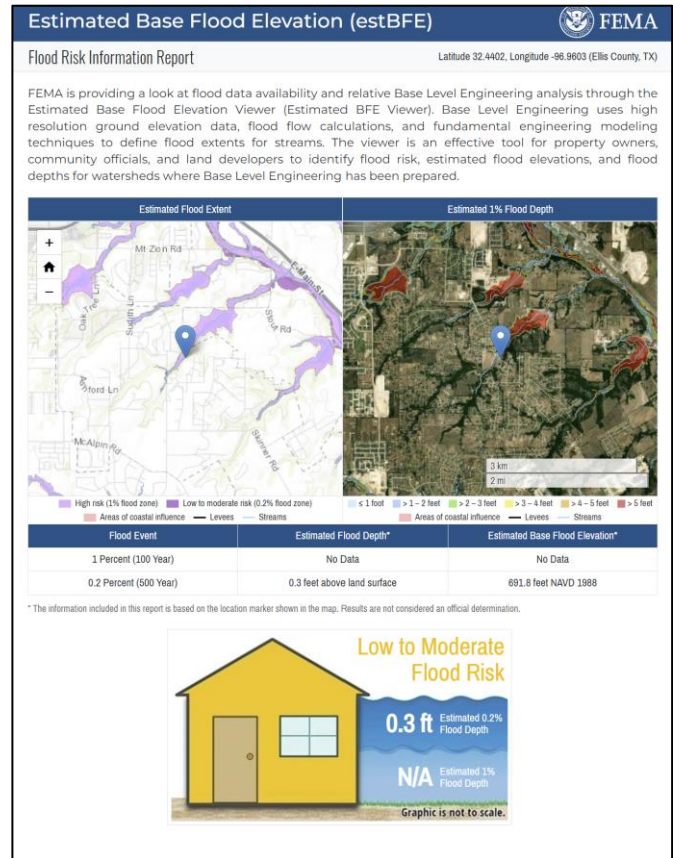 Estimated Base Flood Elevation (estBFE)
FEMA
Flood Risk Information Report
Latitude 32.4402, Longitude -96.9603 (Ellis County, TX)
FEMA is providing a look at flood data availability and relative Base Level Engineering analysis through the
Estimated Base Flood Elevation Viewer (Estimated BFE Viewer). Base Level Engineering uses high
resolution ground elevation data, flood flow calculations, and fundamental engineering modeling
techniques to define flood extents for streams. The viewer is an effective tool for property owners,
community officials, and land developers to identify flood risk, estimated flood elevations, and flood
depths for watersheds where Base Level Engineering has been prepared.
Estimated Flood Extent
Estimated 1% Flood Depth
+
−
Mt Zion Rd
E-Main-St
Oak Tree Ln
Sudith Ln
Stout Rd
Ashford Ln
McAlpin Rd
Skinner Rd
3 km
2 mi
High risk (1% flood zone) Low to moderate risk (0.2% flood zone)
Areas of coastal influence Levees Streams
≤ 1 foot > 1 – 2 feet > 2 – 3 feet > 3 – 4 feet > 4 – 5 feet > 5 feet
Areas of coastal influence Levees Streams
Flood Event Estimated Flood Depth* Estimated Base Flood Elevation*
1 Percent (100 Year) No Data No Data
0.2 Percent (500 Year) 0.3 feet above land surface 691.8 feet NAVD 1988
* The information included in this report is based on the location marker shown in the map. Results are not considered an official determination.
Low to Moderate
Flood Risk
0.3 ft Estimated 0.2%
Flood Depth
N/A Estimated 1%
Flood Depth
Graphic is not to scale.